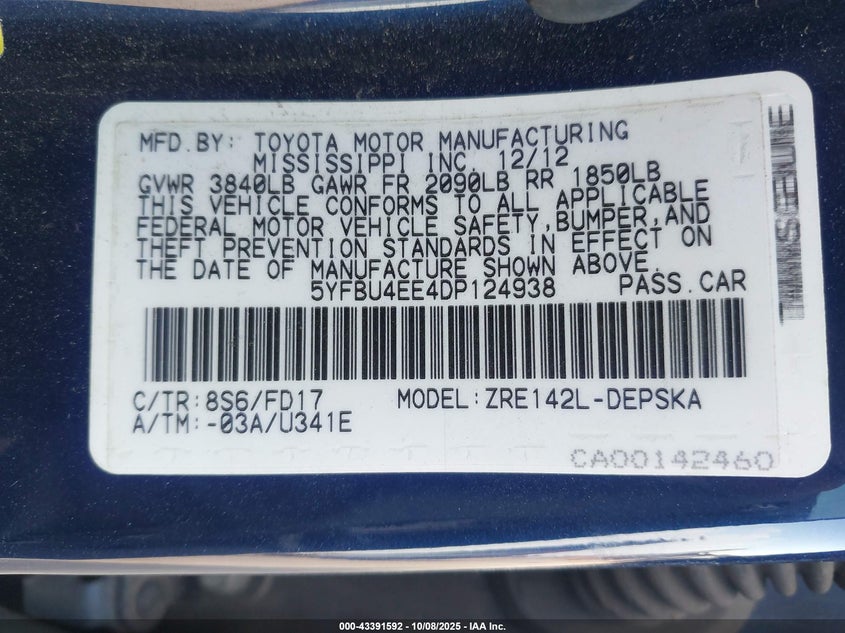 MFD.BY: TOYOTA MOTOR MANUFACTURING
MISSISSIPPI INC. 12/12
GVWR 3840LB GAWR FR 2090LB RR 1850LB
THIS VEHICLE CONFORMS TO ALL APPLICABLE
FEDERAL MOTOR VEHICLE SAFETY,BUMPER,AND
THEFT PREVENTION STANDARDS IN EFFECT ON
THE DATE OF MANUFACTURE SHOWN ABOVE.
5YFBU4EE4DP124938 PASS.CAR
C/TR:8S6/FD17 MODEL:ZRE142L-DEPSKA
A/TM:-03A/U341E
CA00142460
000-43391592 - 10/08/2025 - IAA Inc.